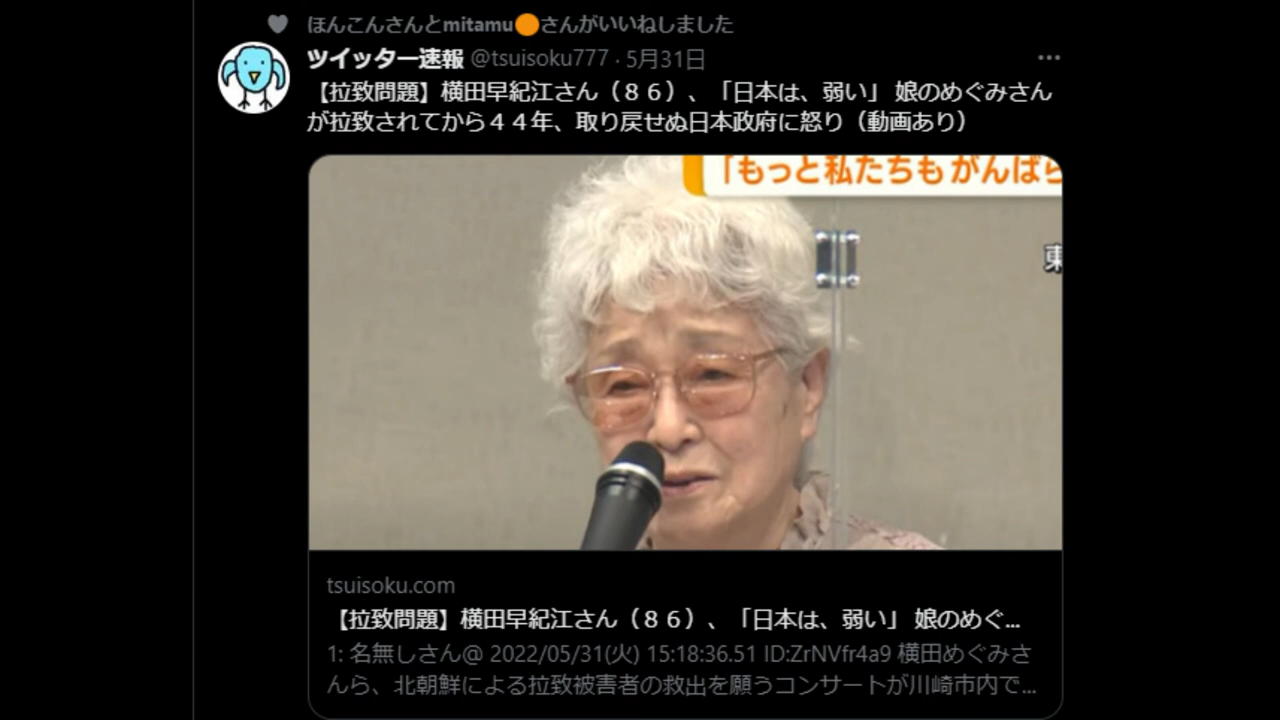 ほんこんさんとmitamu🟠さんがいいねしました
ツイッター速報 @tsuisoku777 · 5月31日
【拉致問題】横田早紀江さん（８６）、「日本は、弱い」 娘のめぐみさん
が拉致されてから４４年、取り戻せぬ日本政府に怒り（動画あり）
「もっと私たちも がんばら
東
tsuisoku.com
【拉致問題】横田早紀江さん（８６）、「日本は、弱い」 娘のめぐ...
1: 名無しさん@ 2022/05/31(火) 15:18:36.51 ID:ZrNVfr4a9 横田めぐみさ
んら、北朝鮮による拉致被害者の救出を願うコンサートが川崎市内で...